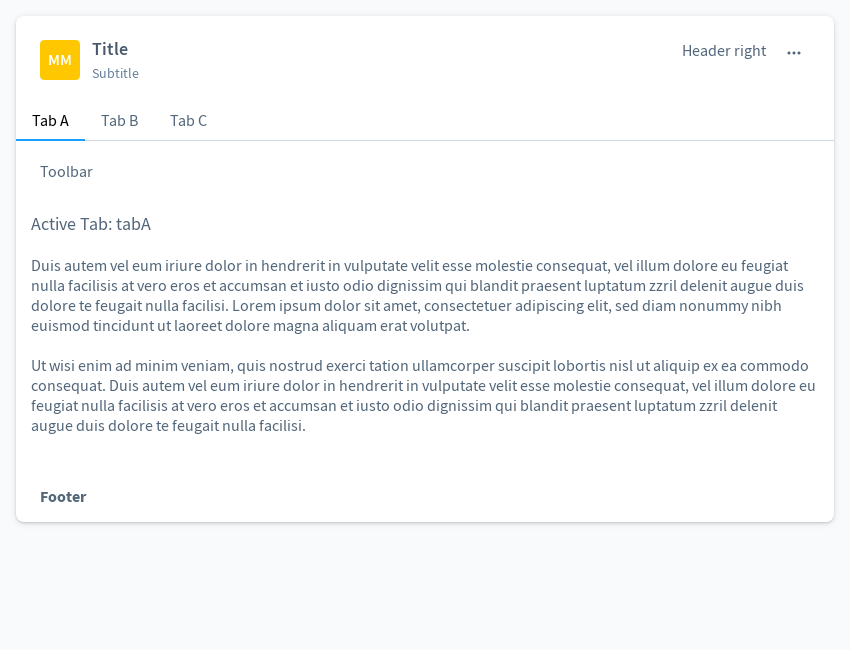 MM
Title
Subtitle
Header right
Tab A
Tab B
Tab C
Toolbar
Active Tab: tabA
Duis autem vel eum iriure dolor in hendrerit in vulputate velit esse molestie consequat, vel illum dolore eu feugiat
nulla facilisis at vero eros et accumsan et iusto odio dignissim qui blandit praesent luptatum zzril delenit augue duis
dolore te feugait nulla facilisi. Lorem ipsum dolor sit amet, consectetuer adipiscing elit, sed diam nonummy nibh
euismod tincidunt ut laoreet dolore magna aliquam erat volutpat.
Ut wisi enim ad minim veniam, quis nostrud exerci tation ullamcorper suscipit lobortis nisl ut aliquip ex ea commodo
consequat. Duis autem vel eum iriure dolor in hendrerit in vulputate velit esse molestie consequat, vel illum dolore eu
feugiat nulla facilisis at vero eros et accumsan et iusto odio dignissim qui blandit praesent luptatum zzril delenit
augue duis dolore te feugait nulla facilisi.
Footer